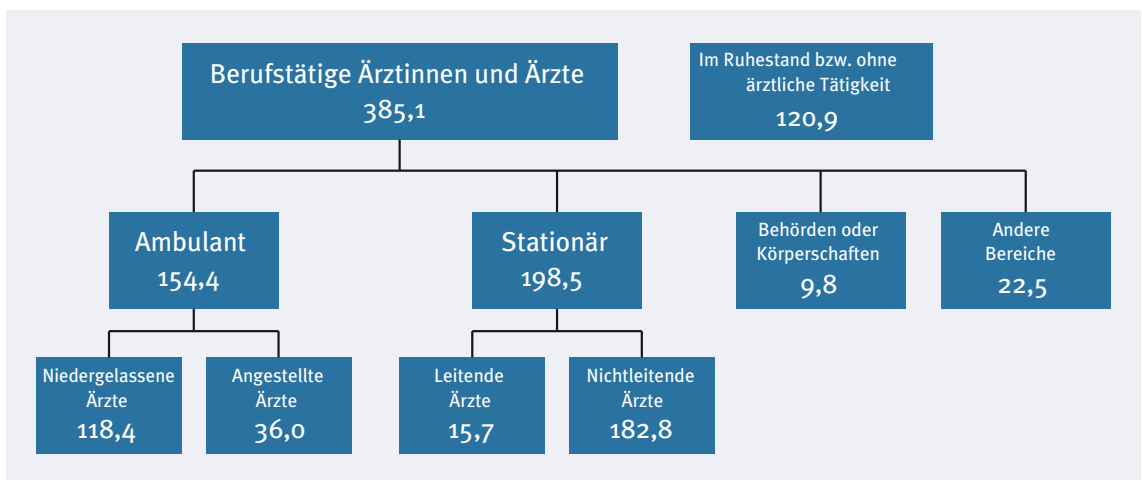 Berufstätige Ärztinnen und Ärzte
385,1
Im Ruhestand bzw. ohne
ärztliche Tätigkeit
120,9
Ambulant
154,4
Stationär
198,5
Behörden oder
Körperschaften
9,8
Andere
Bereiche
22,5
Niedergelassene
Ärzte
118,4
Angestellte
Ärzte
36,0
Leitende
Ärzte
15,7
Nichtleitende
Ärzte
182,8